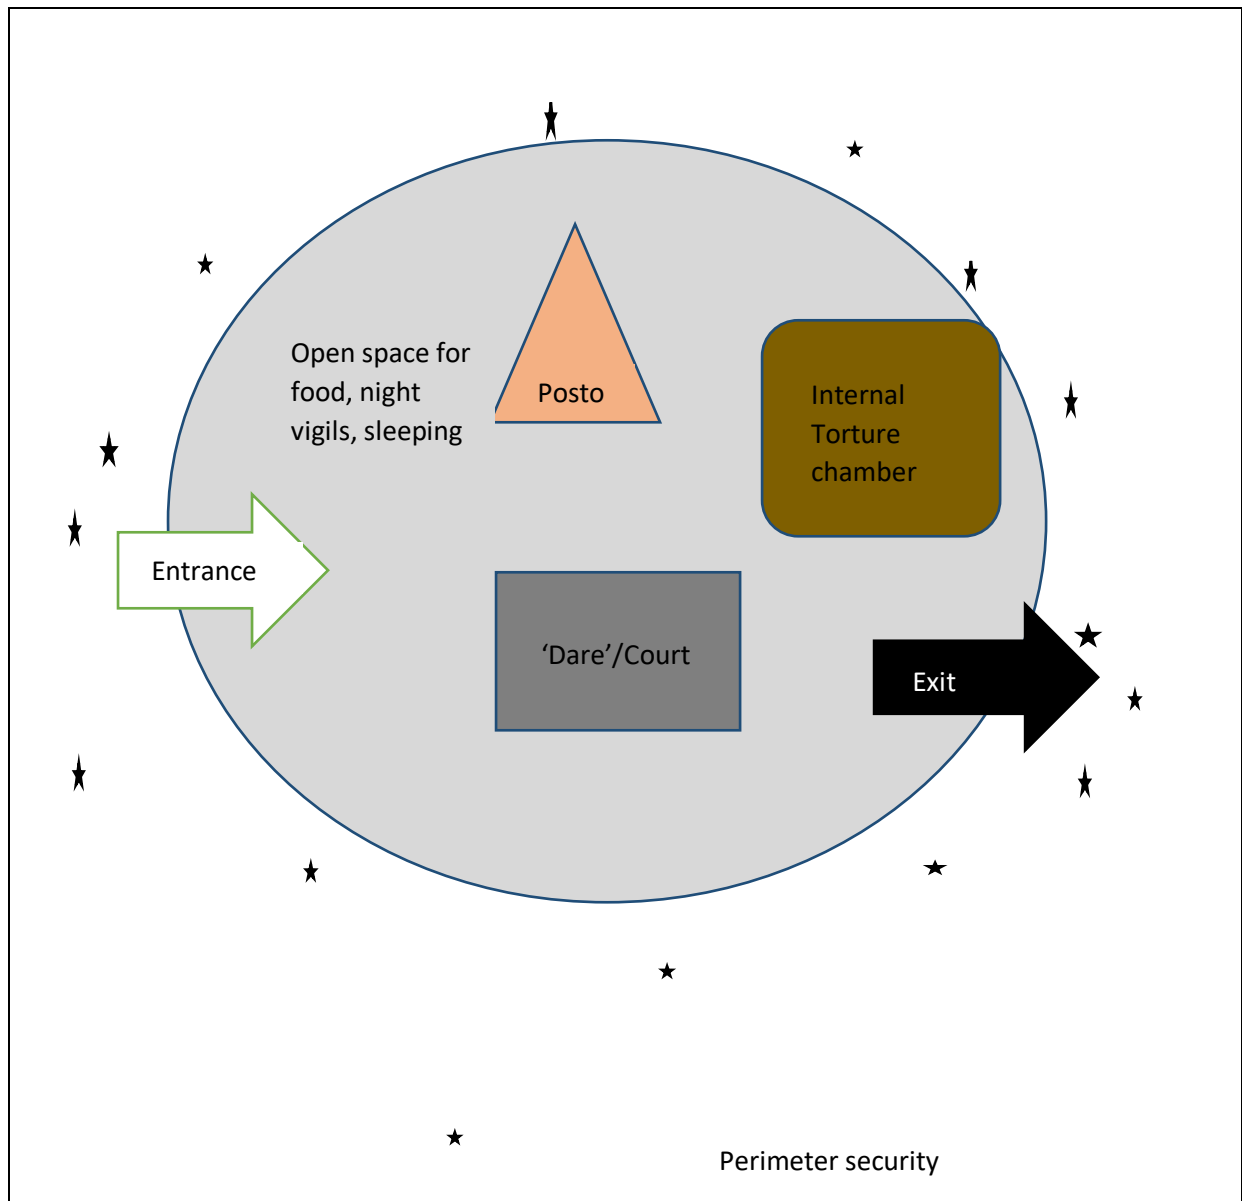 Open space for
food, night
vigils, sleeping
Posto
Internal
Torture
chamber
Entrance
‘Dare’/Court
Exit
Perimeter security